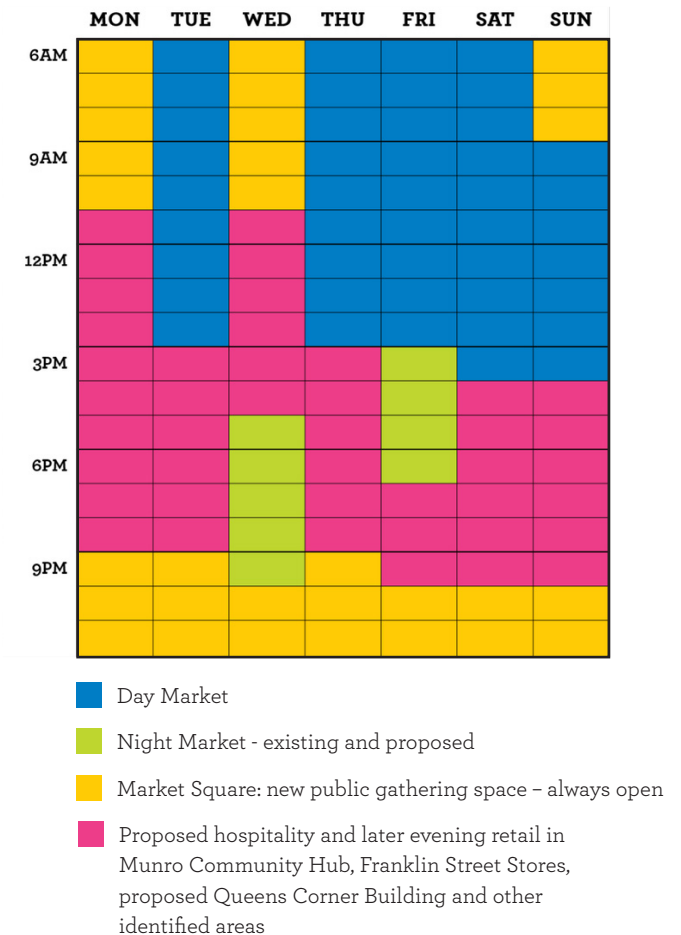 MON TUE WED THU FRI SAT SUN
6AM
9AM
12PM
3PM
6PM
9PM
Day Market
Night Market - existing and proposed
Market Square: new public gathering space – always open
Proposed hospitality and later evening retail in
Munro Community Hub, Franklin Street Stores,
proposed Queens Corner Building and other
identified areas